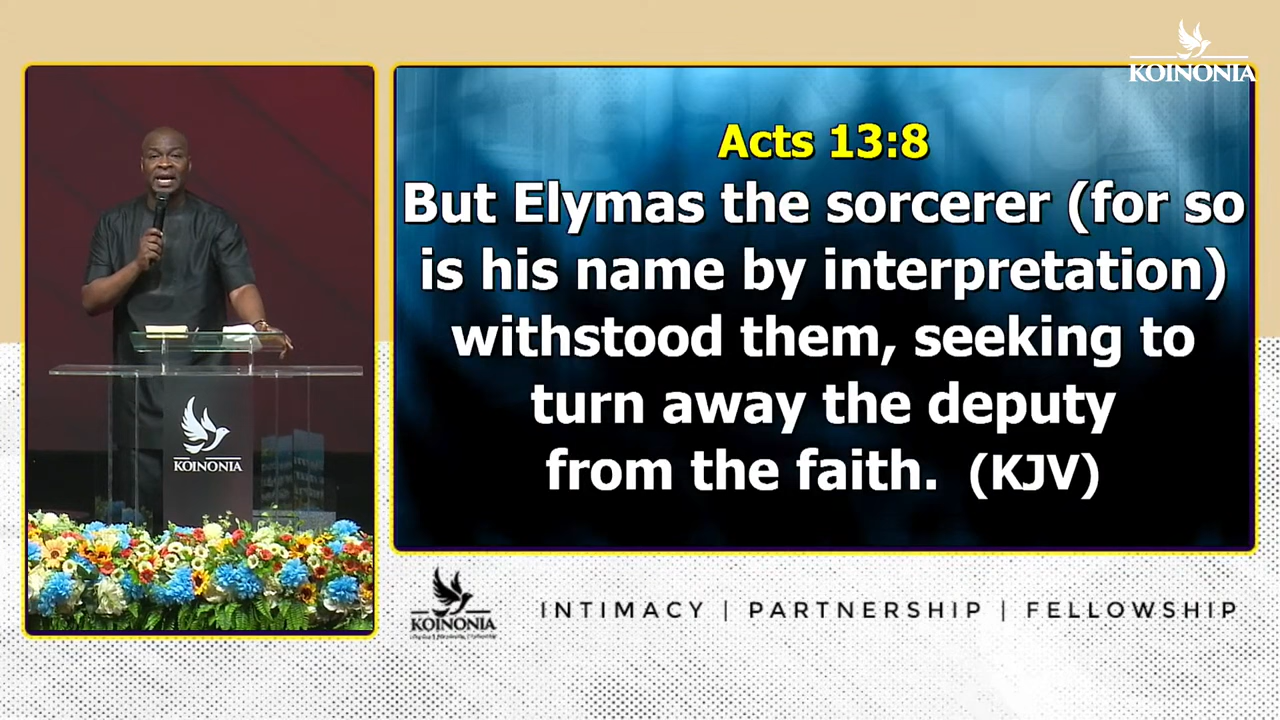 KOINONIA
Acts 13:8
But Elymas the sorcerer (for so
is his name by interpretation)
withstood them, seeking to
turn away the deputy
from the faith. (KJV)
KOINONIA
KOINONIA
INTIMACY | PARTNERSHIP | FELLOWSHIP